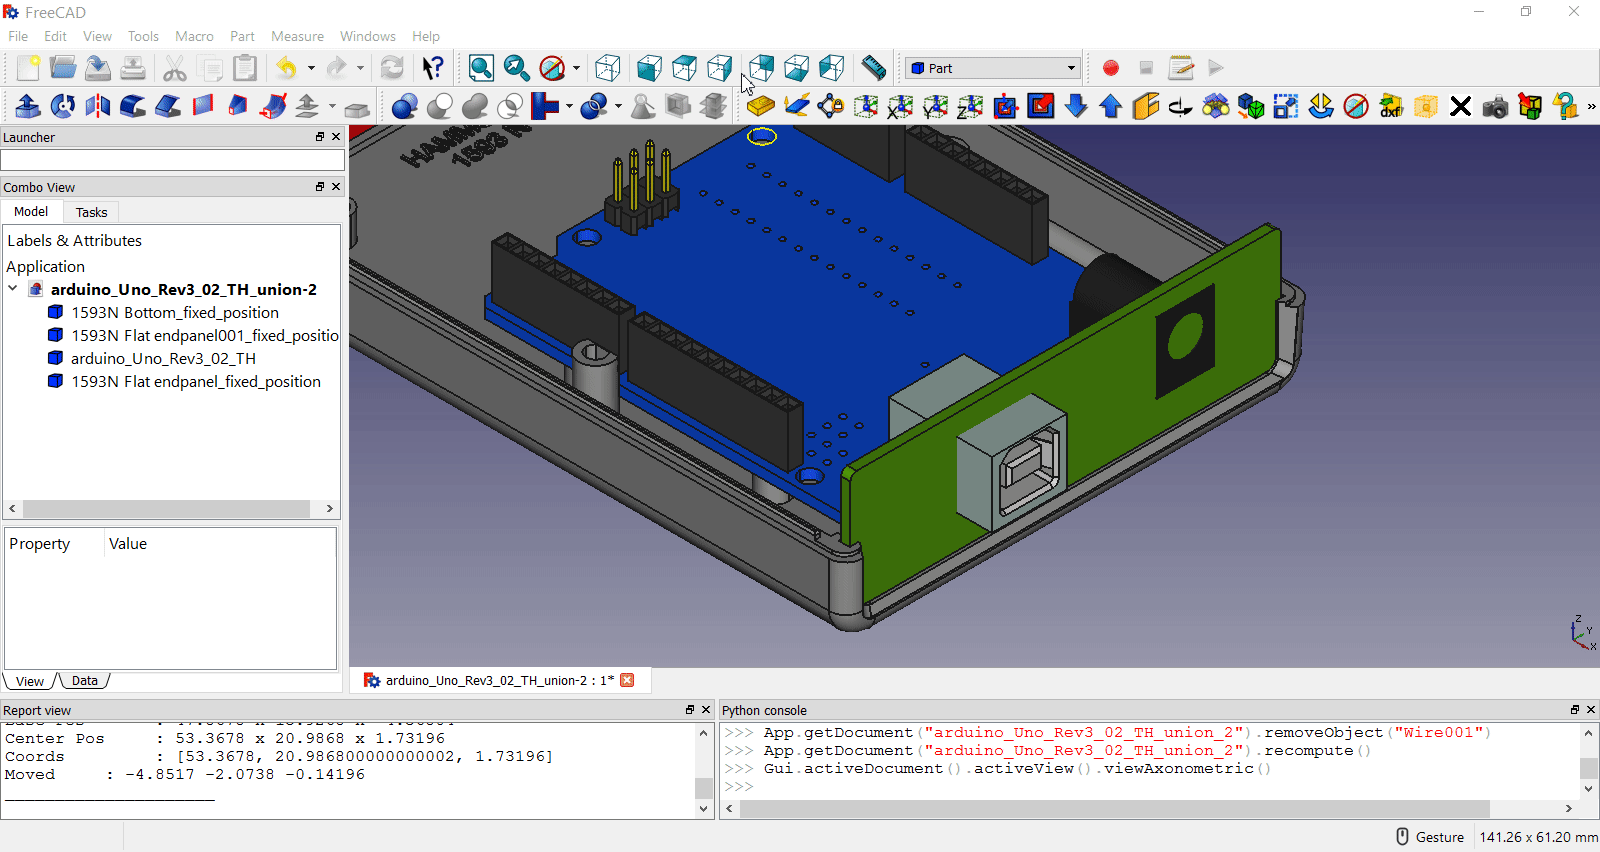 FreeCAD
File Edit View Tools Macro Part Measure Windows Help
Part
dxf
»
Launcher
Combo View
Model Tasks
Labels & Attributes
Application
arduino_Uno_Rev3_02_TH_union-2
1593N Bottom_fixed_position
1593N Flat endpanel001_fixed_positio
arduino_Uno_Rev3_02_TH
1593N Flat endpanel_fixed_position
Property Value
View Data
1593 N
Z
Y
X
arduino_Uno_Rev3_02_TH_union-2 : 1*
Report view
Center Pos : 53.3678 x 20.9868 x 1.73196
Coords : [53.3678, 20.986800000000002, 1.73196]
Moved : -4.8517 -2.0738 -0.14196
Python console
>>> App.getDocument("arduino_Uno_Rev3_02_TH_union_2").removeObject("Wire001")
>>> App.getDocument("arduino_Uno_Rev3_02_TH_union_2").recompute()
>>> Gui.activeDocument().activeView().viewAxonometric()
>>>
Gesture 141.26 x 61.20 mm